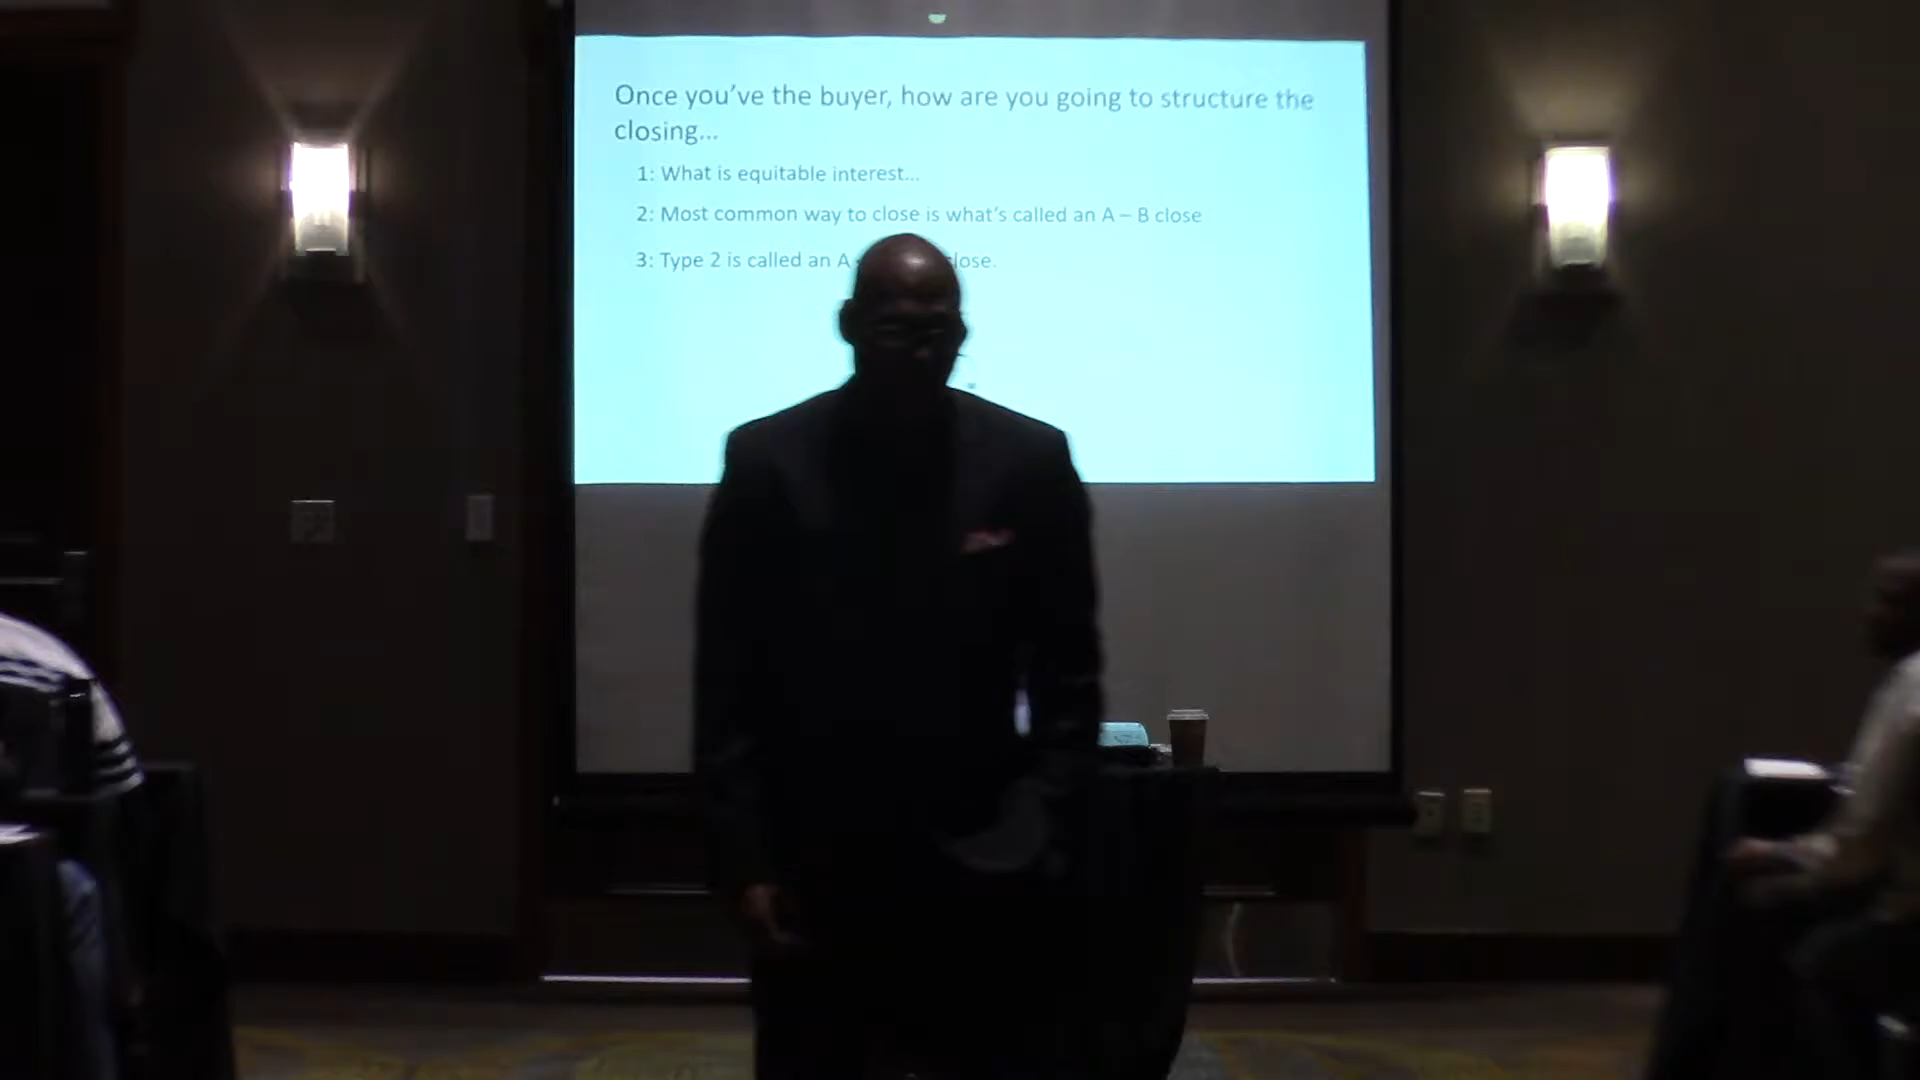 Once you've the buyer, how are you going to structure the
closing...
1: What is equitable interest...
2: Most common way to close is what's called an A – B close
3: Type 2 is called an A lose.